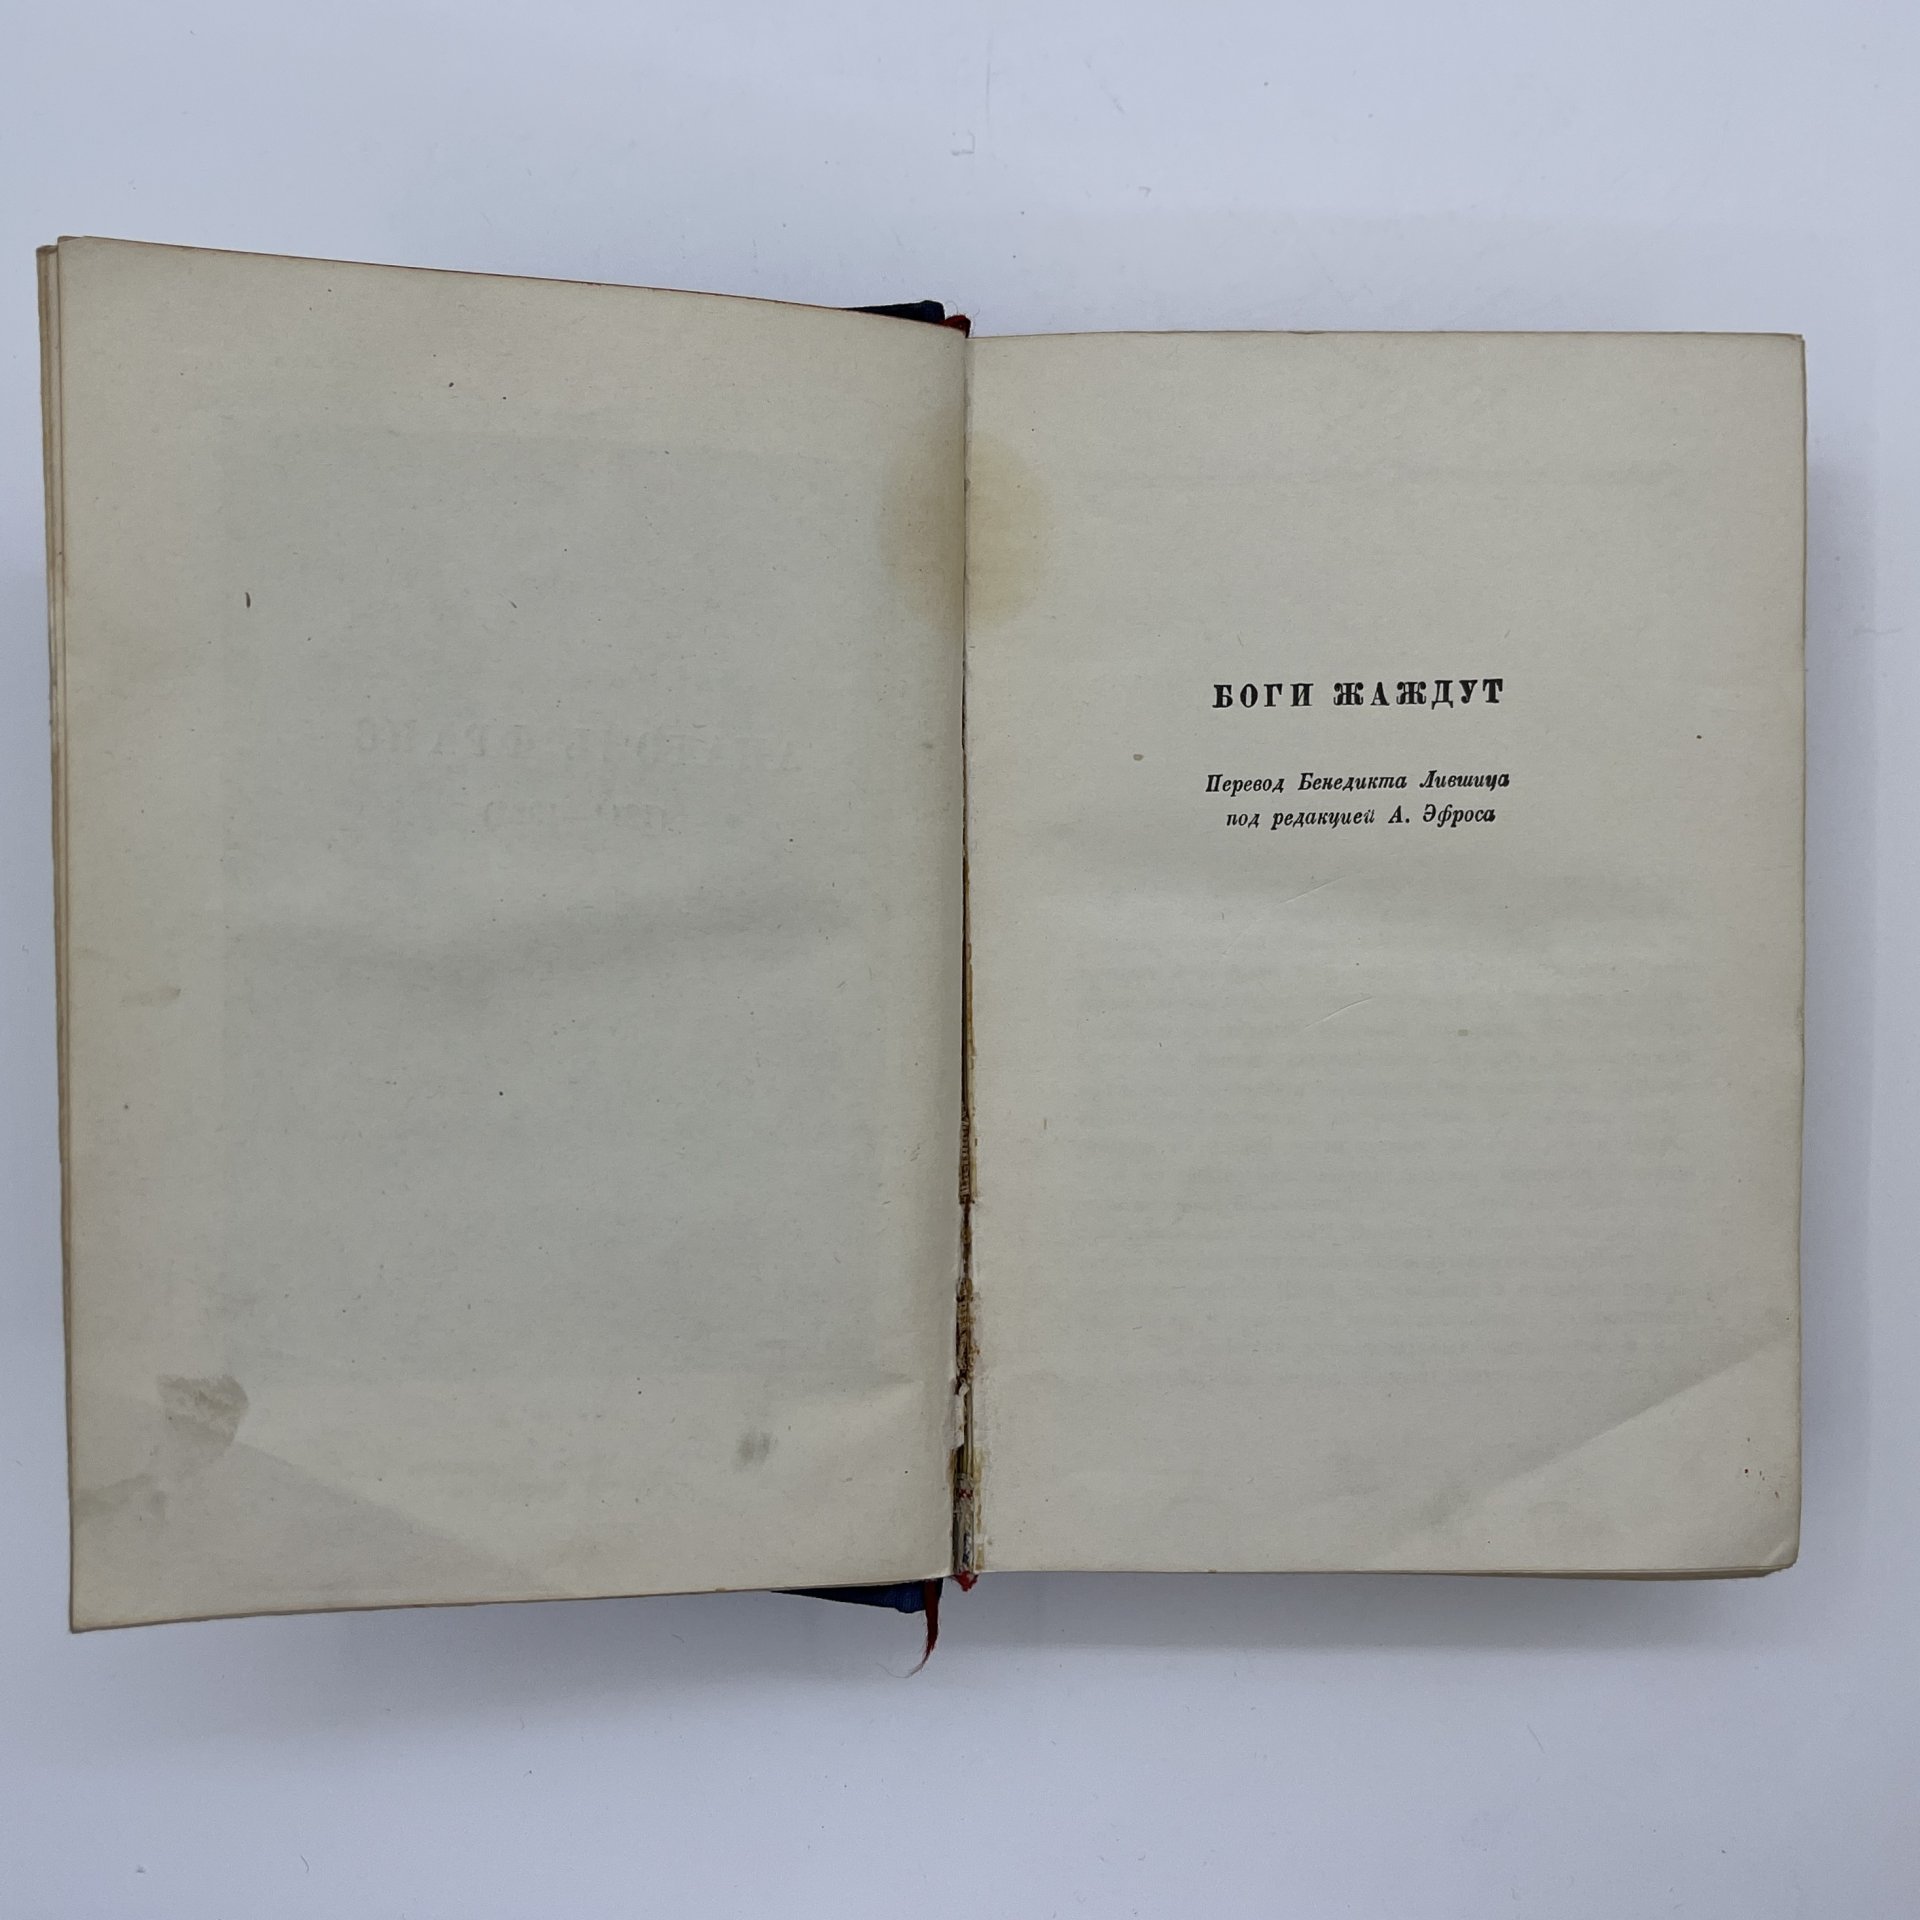 БОГИ ЖАЖДУТ
Перевод Бенедикта Лившица
под редакцией А. Эфроса